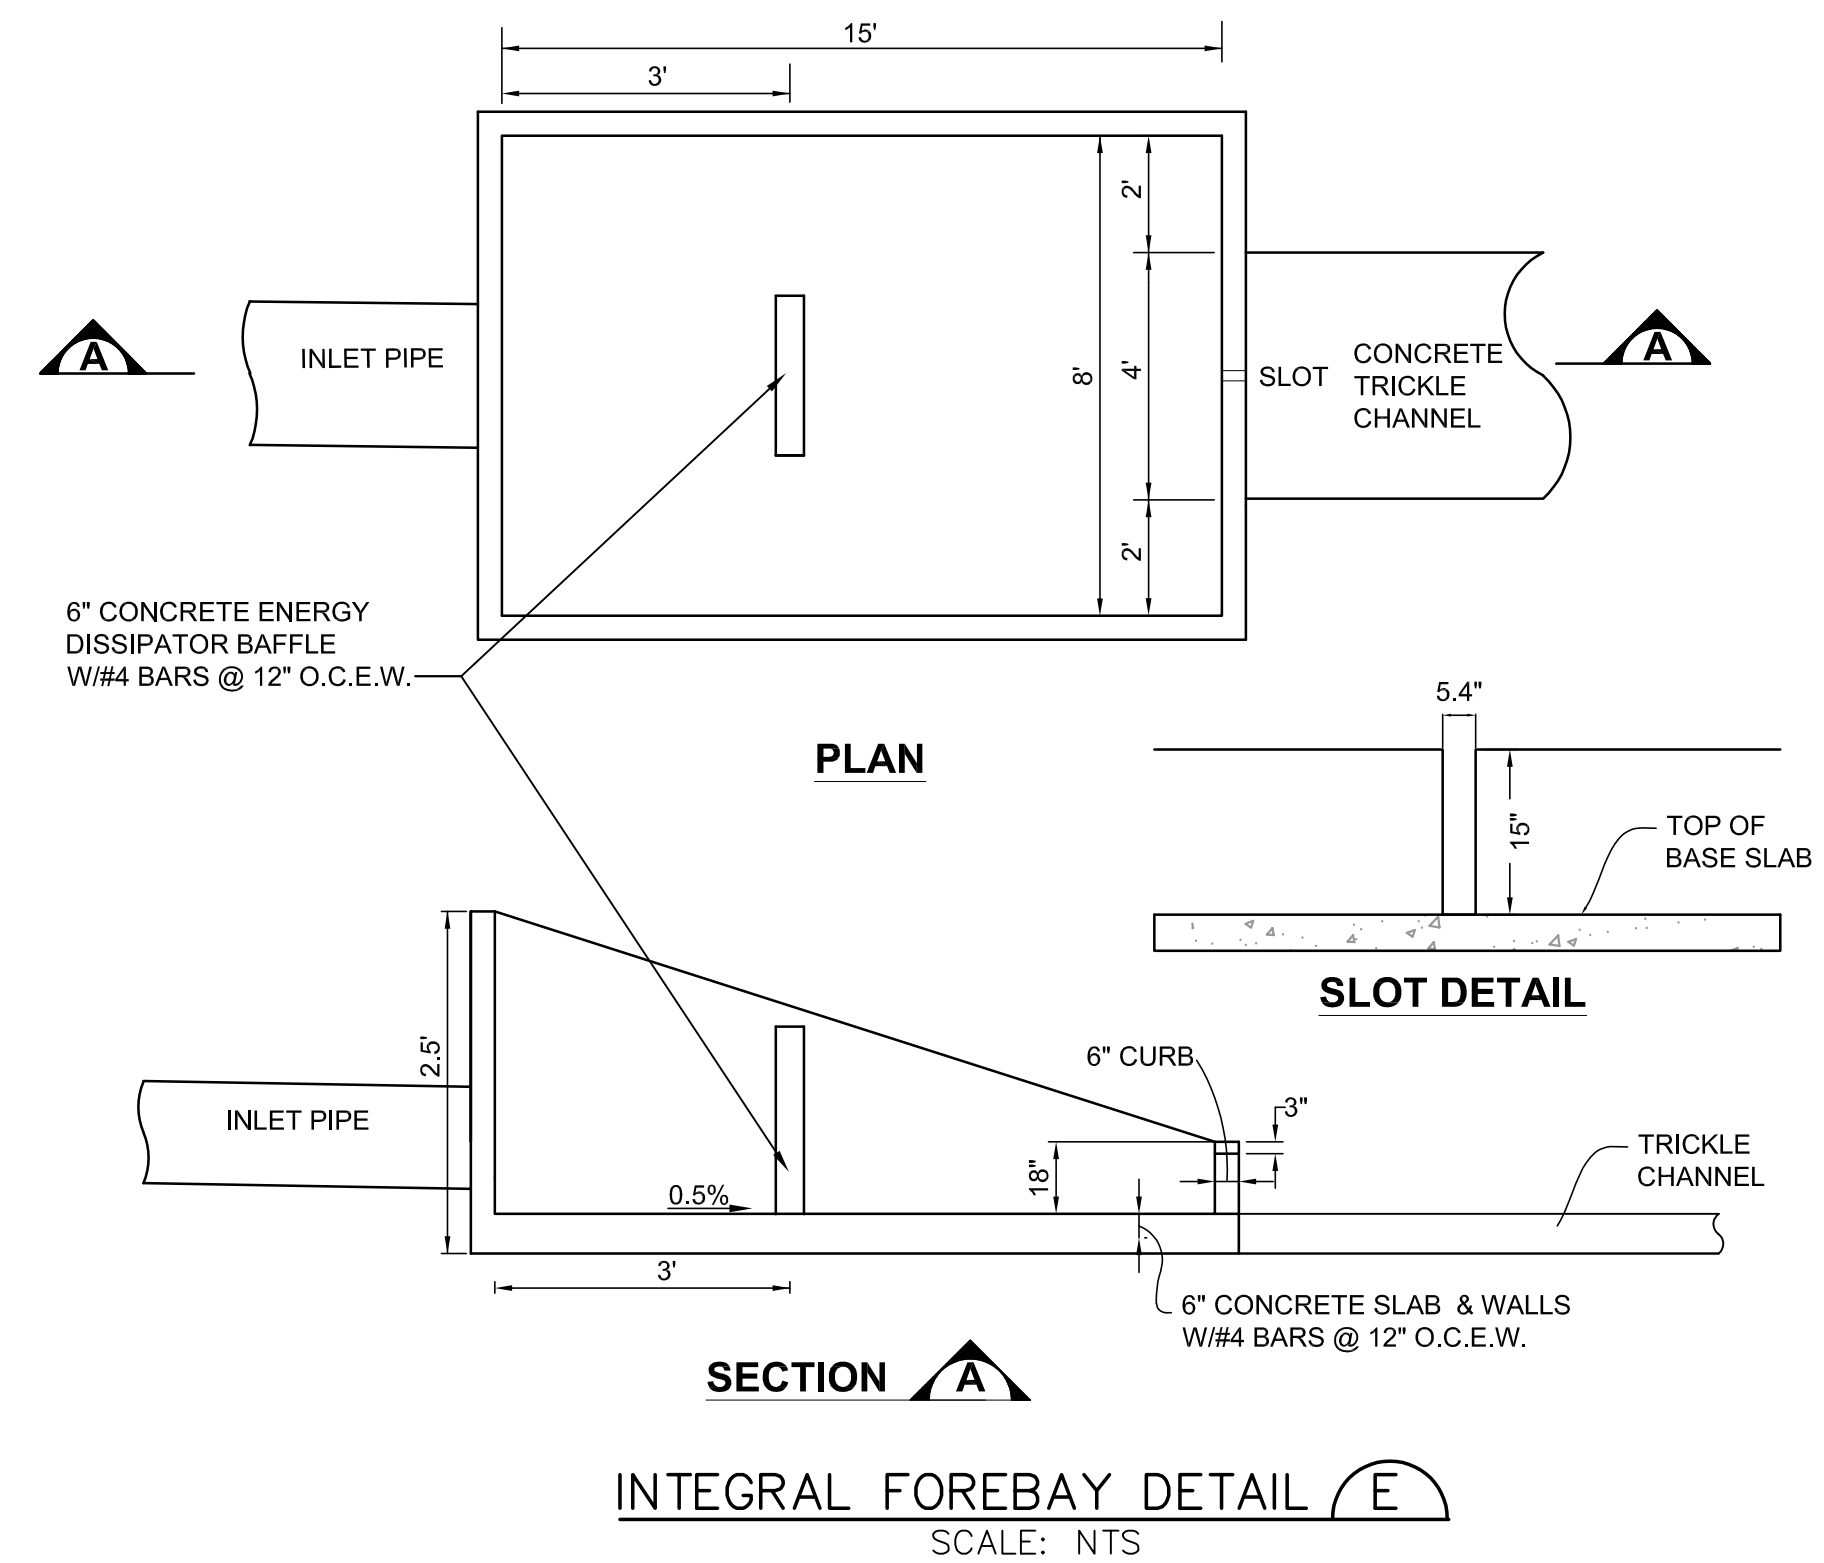 15'
3'
2'
8'
4'
2'
A
INLET PIPE
SLOT
CONCRETE
TRICKLE
CHANNEL
A
6" CONCRETE ENERGY
DISSIPATOR BAFFLE
W/#4 BARS @ 12" O.C.E.W.
PLAN
5.4"
15"
TOP OF
BASE SLAB
SLOT DETAIL
2.5'
INLET PIPE
0.5%
3'
18"
6" CURB
3"
TRICKLE
CHANNEL
6" CONCRETE SLAB & WALLS
W/#4 BARS @ 12" O.C.E.W.
SECTION A
INTEGRAL FOREBAY DETAIL E
SCALE: NTS